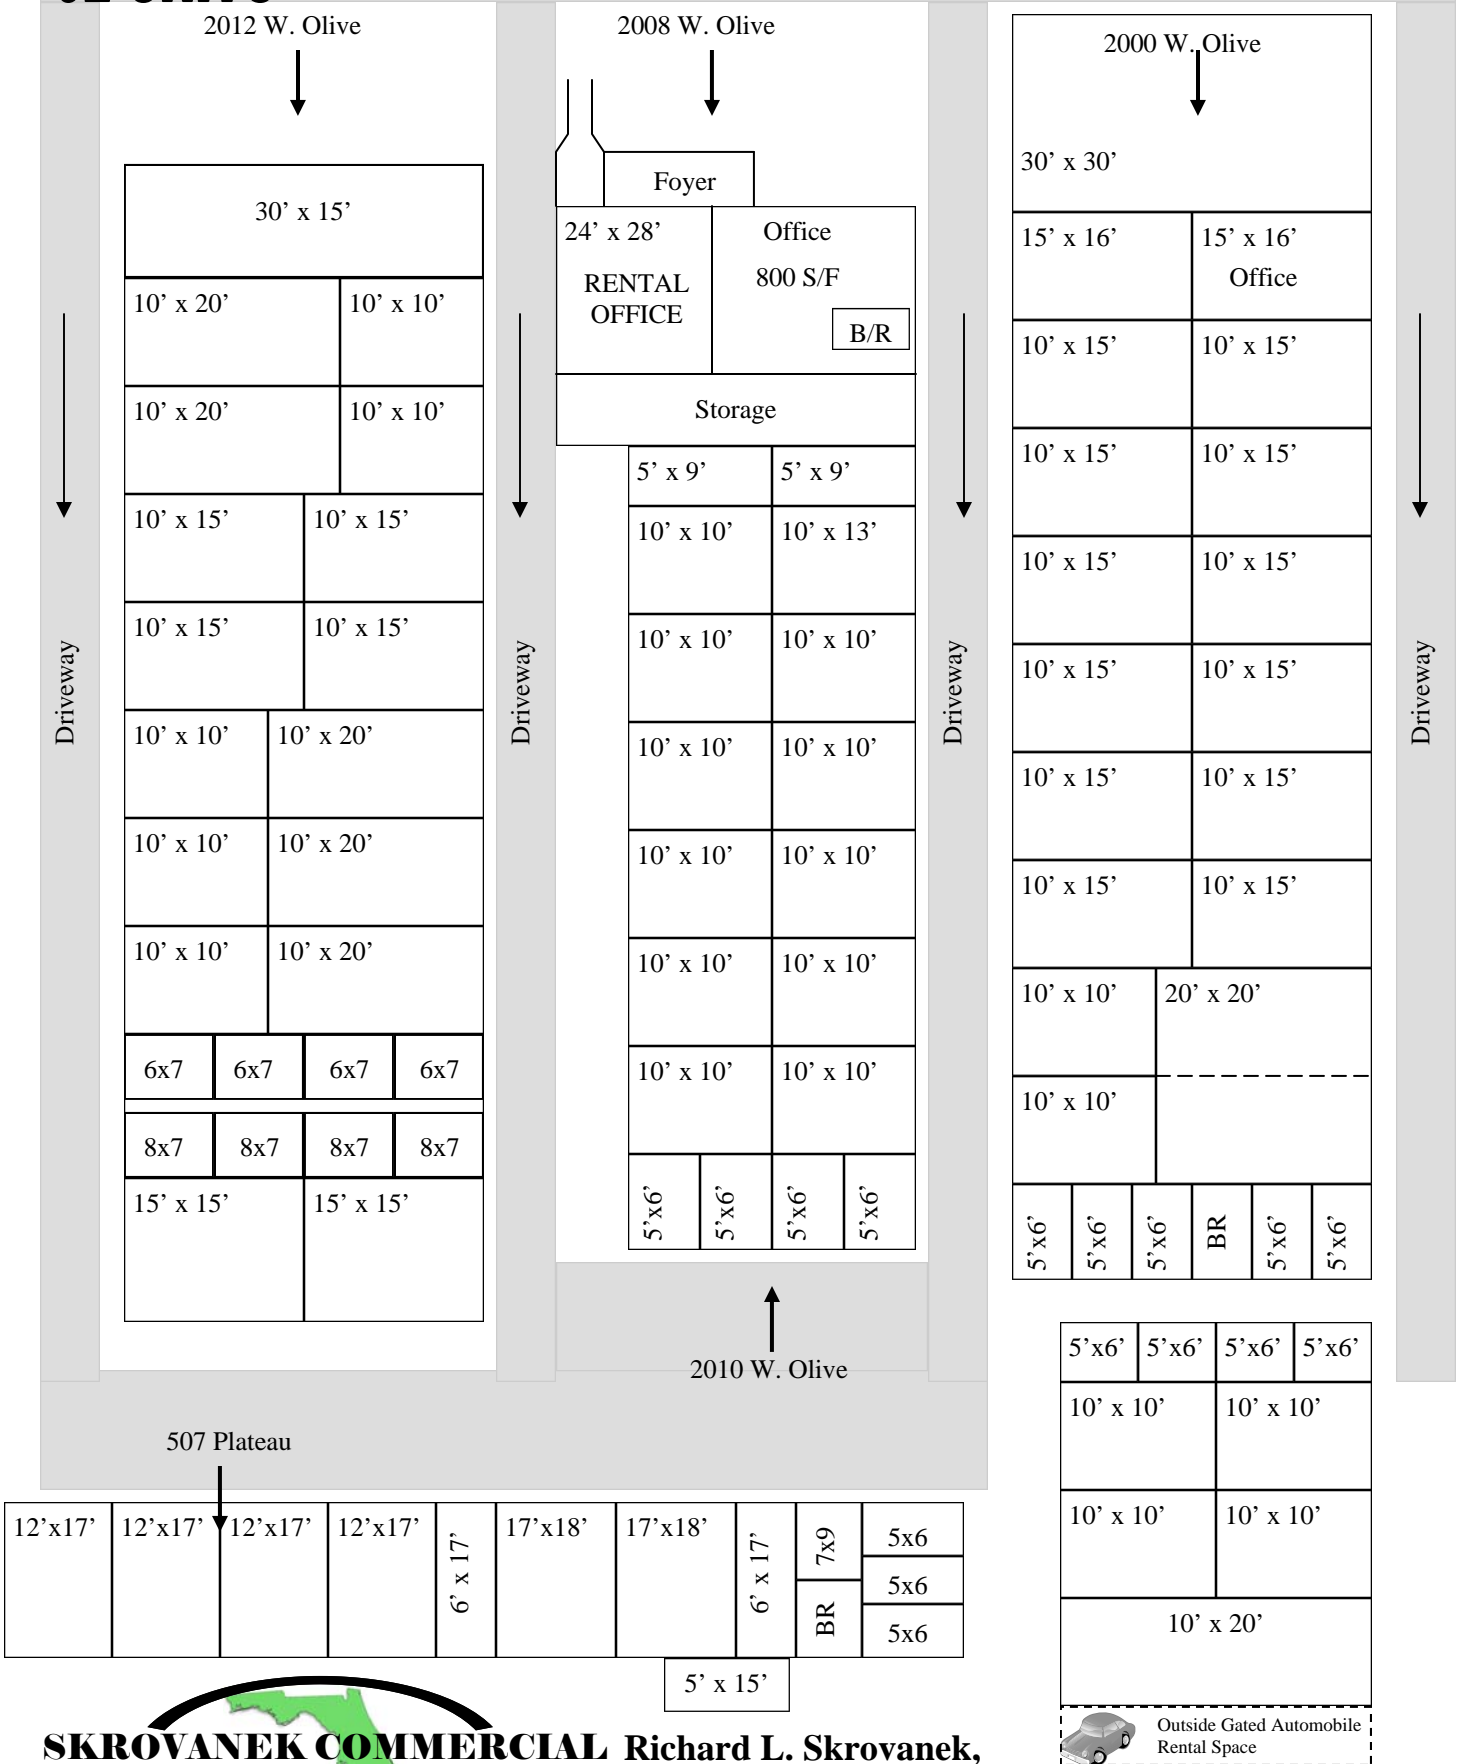 2012 W. Olive
30’ x 15’
10’ x 20’ 10’ x 10’
10’ x 20’ 10’ x 10’
10’ x 15’ 10’ x 15’
10’ x 15’ 10’ x 15’
10’ x 10’ 10’ x 20’
10’ x 10’ 10’ x 20’
10’ x 10’ 10’ x 20’
6x7 6x7 6x7 6x7
8x7 8x7 8x7 8x7
15’ x 15’ 15’ x 15’
Driveway
Driveway
2008 W. Olive
Foyer
24’ x 28’
RENTAL
OFFICE
Office
800 S/F
B/R
Storage
5’ x 9’ 5’ x 9’
10’ x 10’ 10’ x 13’
10’ x 10’ 10’ x 10’
10’ x 10’ 10’ x 10’
10’ x 10’ 10’ x 10’
10’ x 10’ 10’ x 10’
10’ x 10’ 10’ x 10’
5’x6’ 5’x6’ 5’x6’ 5’x6’
2010 W. Olive
Driveway
2000 W. Olive
30’ x 30’
15’ x 16’ 15’ x 16’
Office
10’ x 15’ 10’ x 15’
10’ x 15’ 10’ x 15’
10’ x 15’ 10’ x 15’
10’ x 15’ 10’ x 15’
10’ x 15’ 10’ x 15’
10’ x 15’ 10’ x 15’
10’ x 10’ 20’ x 20’
10’ x 10’
5’x6’ 5’x6’ 5’x6’ BR 5’x6’ 5’x6’
Driveway
5’x6’ 5’x6’ 5’x6’ 5’x6’
10’ x 10’ 10’ x 10’
10’ x 10’ 10’ x 10’
10’ x 20’
Outside Gated Automobile
Rental Space
507 Plateau
12’x17’ 12’x17’ 12’x17’ 12’x17’ 6’ x 17’ 17’x18’ 17’x18’ 6’ x 17’ 7x9
BR
5x6
5x6
5x6
5’ x 15’
SKROVANEK COMMERCIAL
Richard L. Skrovanek,